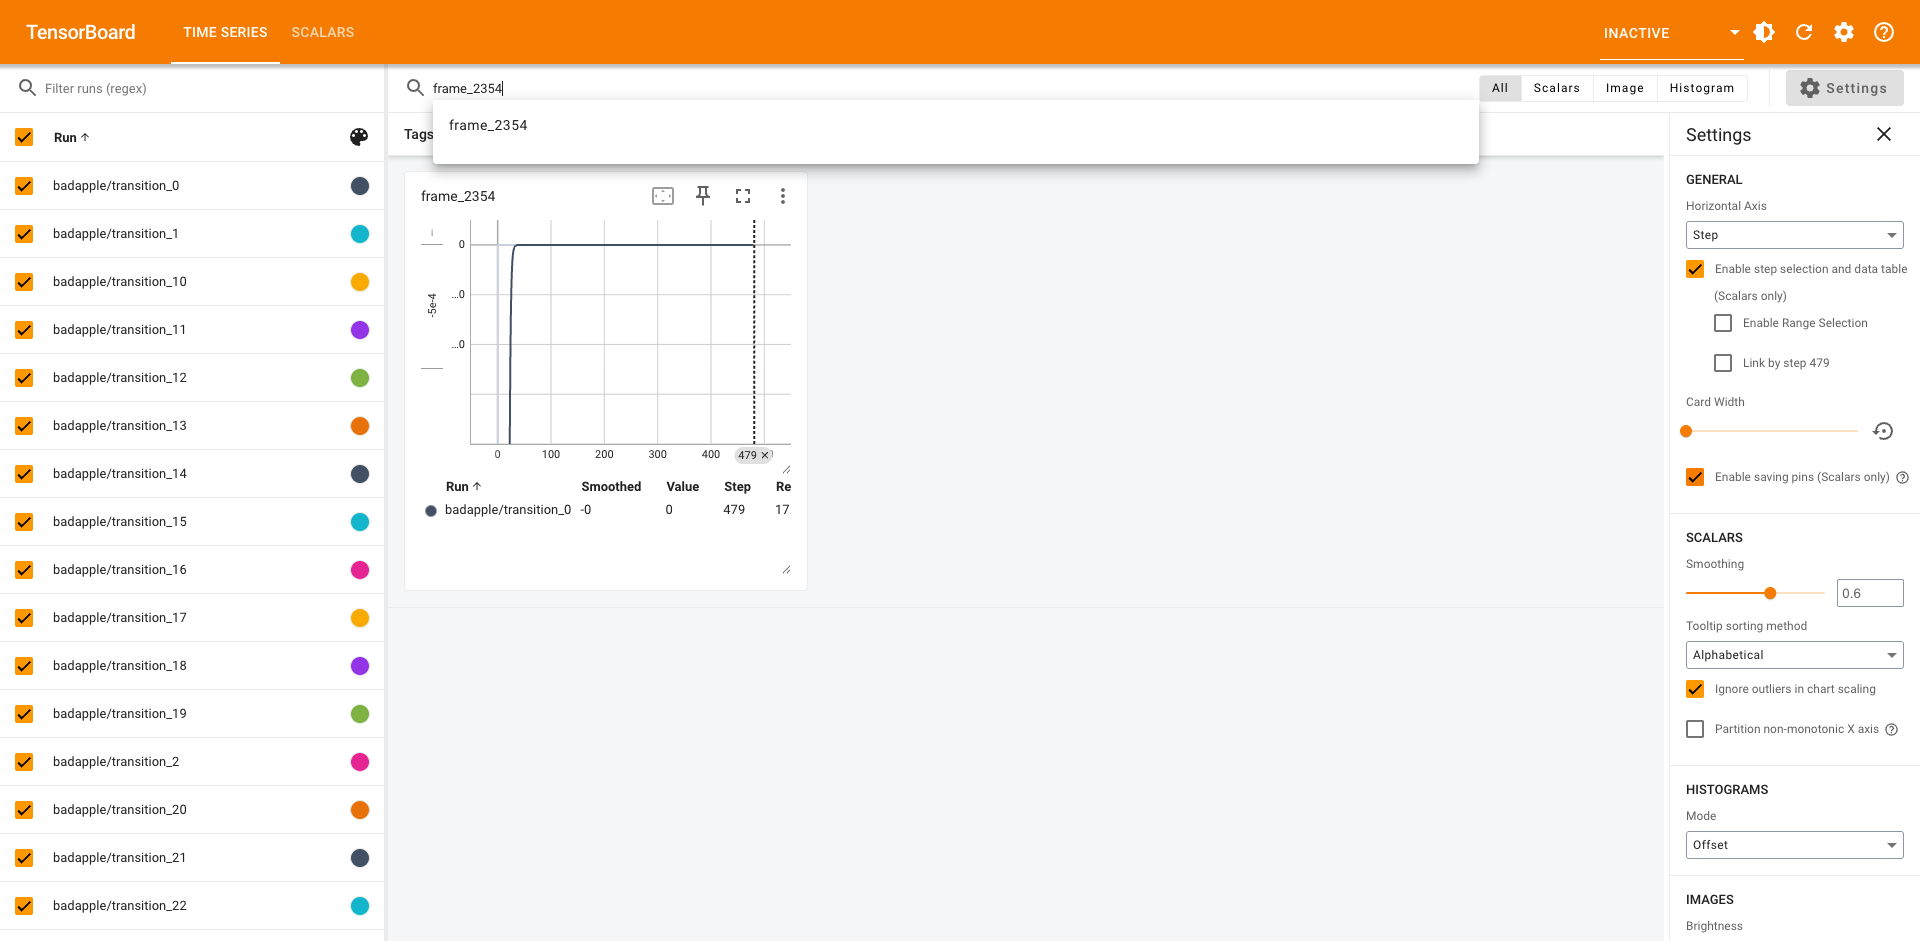 TensorBoard
TIME SERIES
SCALARS
INACTIVE
Filter runs (regex)
frame_2354
All
Scalars
Image
Histogram
Settings
frame_2354
Run
Tags
Settings
badapple/transition_0
badapple/transition_1
badapple/transition_10
badapple/transition_11
badapple/transition_12
badapple/transition_13
badapple/transition_14
badapple/transition_15
badapple/transition_16
badapple/transition_17
badapple/transition_18
badapple/transition_19
badapple/transition_2
badapple/transition_20
badapple/transition_21
badapple/transition_22
frame_2354
0
...0
...0
-5e-4
0 100 200 300 400 479
Run Smoothed Value Step Re
badapple/transition_0 -0 0 479 17
GENERAL
Horizontal Axis
Step
Enable step selection and data table
(Scalars only)
Enable Range Selection
Link by step 479
Card Width
Enable saving pins (Scalars only)
SCALARS
Smoothing
0.6
Tooltip sorting method
Alphabetical
Ignore outliers in chart scaling
Partition non-monotonic X axis
HISTOGRAMS
Mode
Offset
IMAGES
Brightness